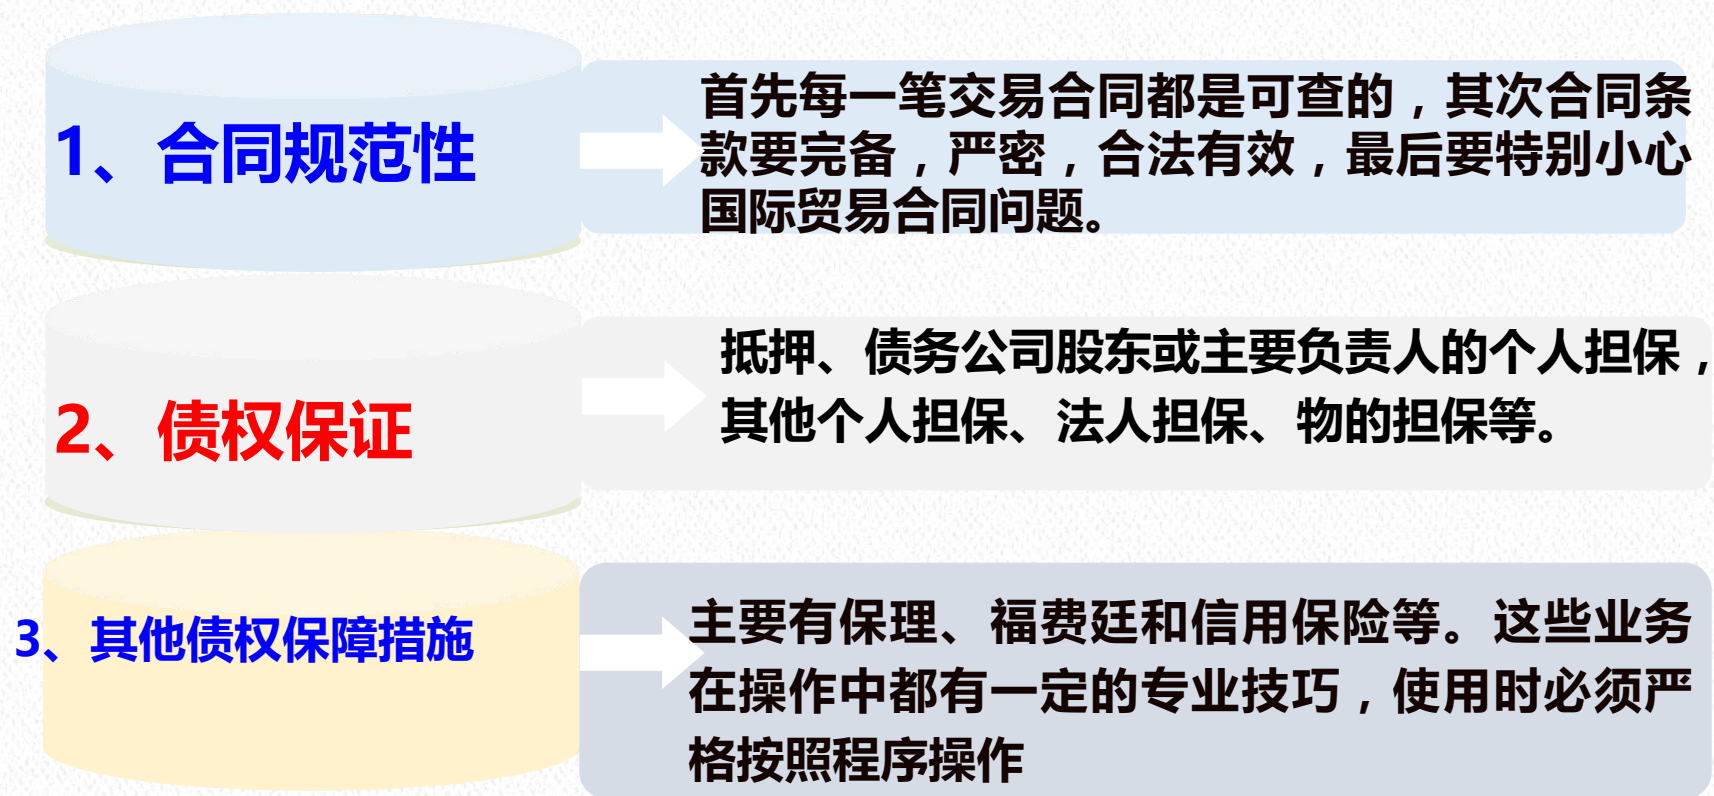 1、合同规范性
首先每一笔交易合同都是可查的，其次合同条
款要完备，严密，合法有效，最后要特别小心
国际贸易合同问题。
2、债权保证
抵押、债务公司股东或主要负责人的个人担保，
其他个人担保、法人担保、物的担保等。
3、其他债权保障措施
主要有保理、福费廷和信用保险等。这些业务
在操作中都有一定的专业技巧，使用时必须严
格按照程序操作